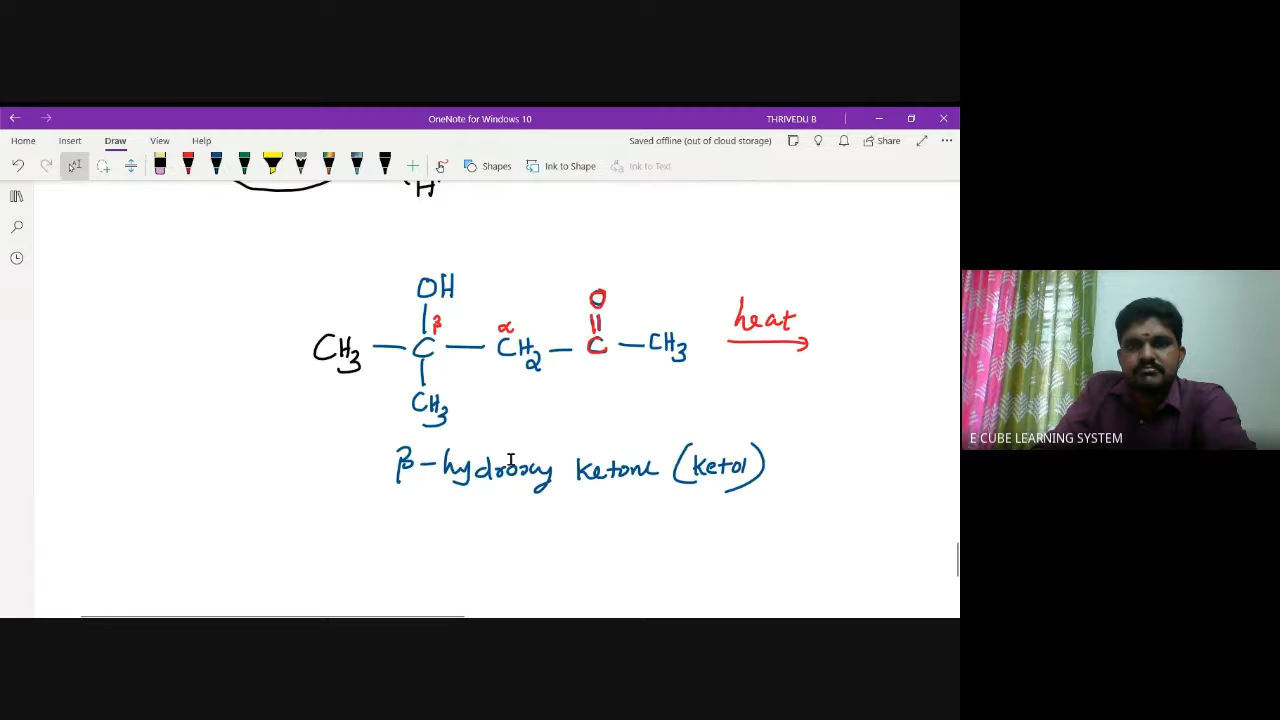 OneNote for Windows 10
THRIVEDU B
Home Insert Draw View Help
Saved offline (out of cloud storage)
Share
Shapes
Ink to Shape
Ink to Text
H
OH
β
α
O
heat
CH3 — C — CH2 — C — CH3
CH3
β-hydroxy ketone (ketol)
E CUBE LEARNING SYSTEM